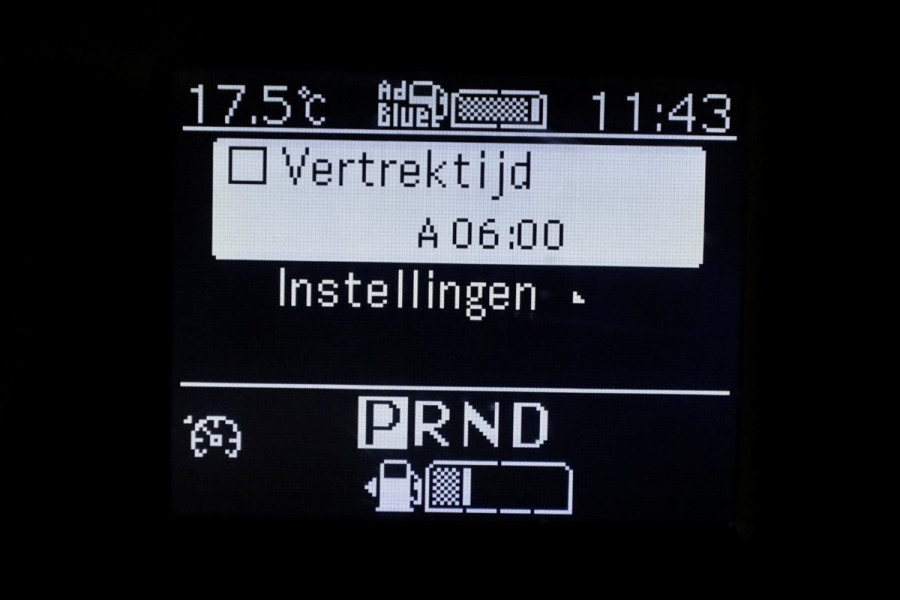 17.5°C AdBlue 11:43
Vertrektijd
A 06:00
Instellingen
PRND